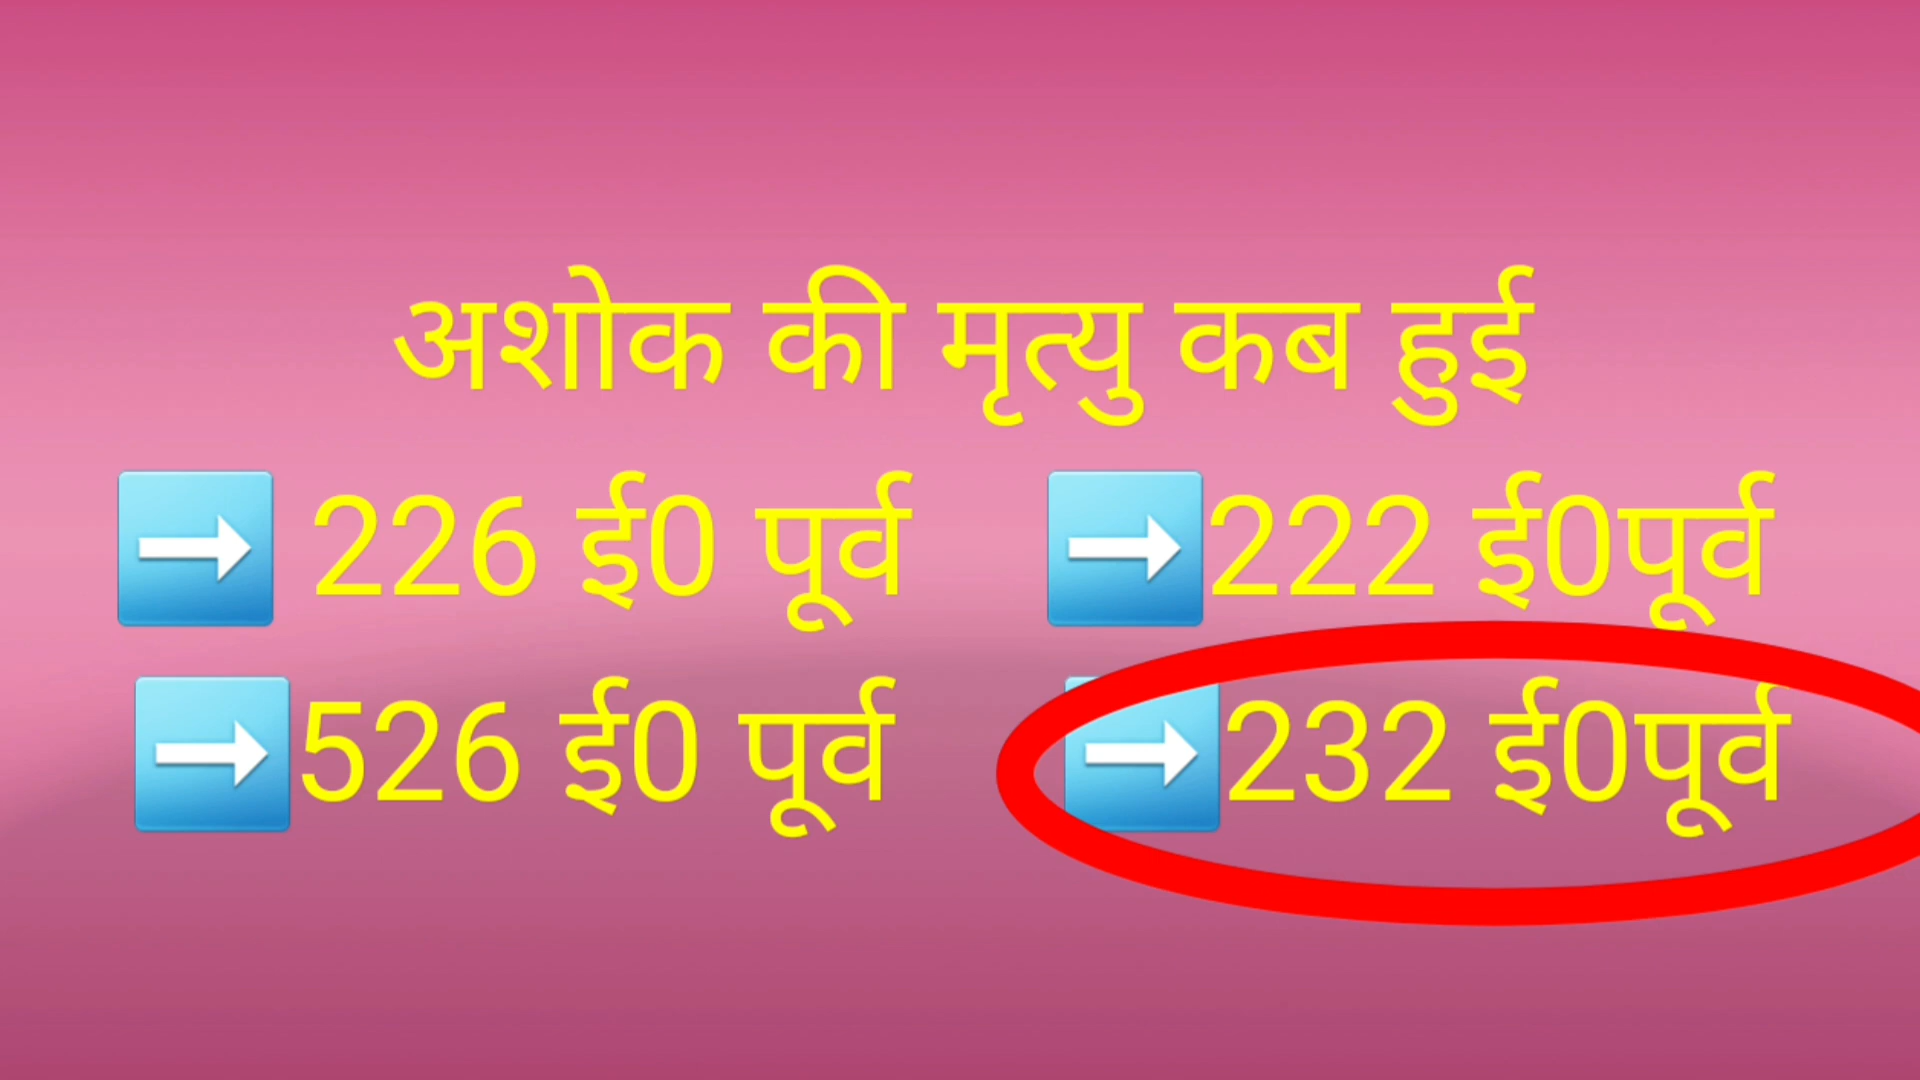 अशोक की मृत्यु कब हुई
➡️ 226 ई0 पूर्व ➡️222 ई0पूर्व
➡️526 ई0 पूर्व ➡️232 ई0पूर्व